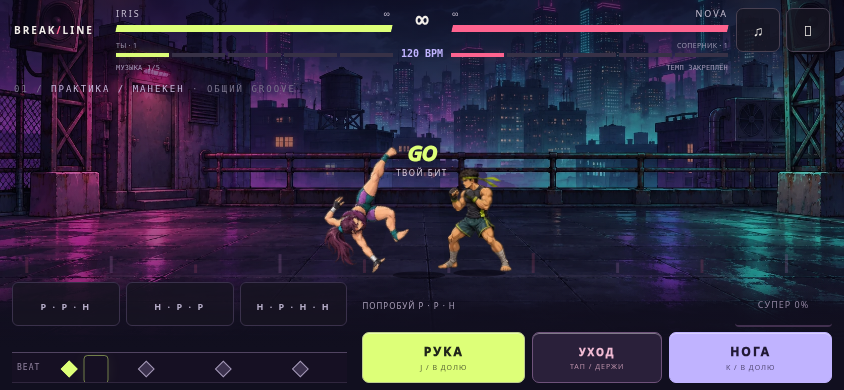 IRIS
∞
∞
∞
NOVA
BREAK/LINE
♫
ТЫ · 1
120 BPM
СОПЕРНИК · 1
МУЗЫКА 1/5
ТЕМП ЗАКРЕПЛЁН
01 / ПРАКТИКА / МАНЕКЕН · ОБЩИЙ GROOVE
GO
ТВОЙ БИТ
Р · Р · Н
Н · Р · Р
Н · Р · Н · Н
ПОПРОБУЙ Р · Р · Н
СУПЕР 0%
BEAT
РУКА
J / В ДОЛЮ
УХОД
ТАП / ДЕРЖИ
НОГА
K / В ДОЛЮ